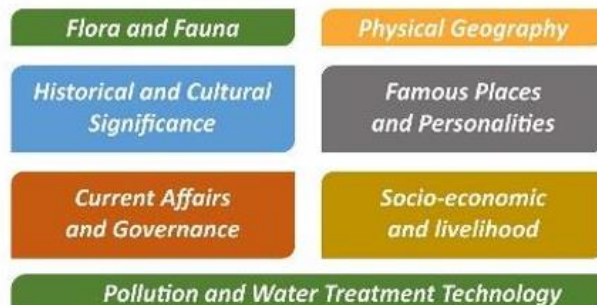 Flora and Fauna
Physical Geography
Historical and Cultural
Significance
Famous Places
and Personalities
Current Affairs
and Governance
Socio-economic
and livelihood
Pollution and Water Treatment Technology